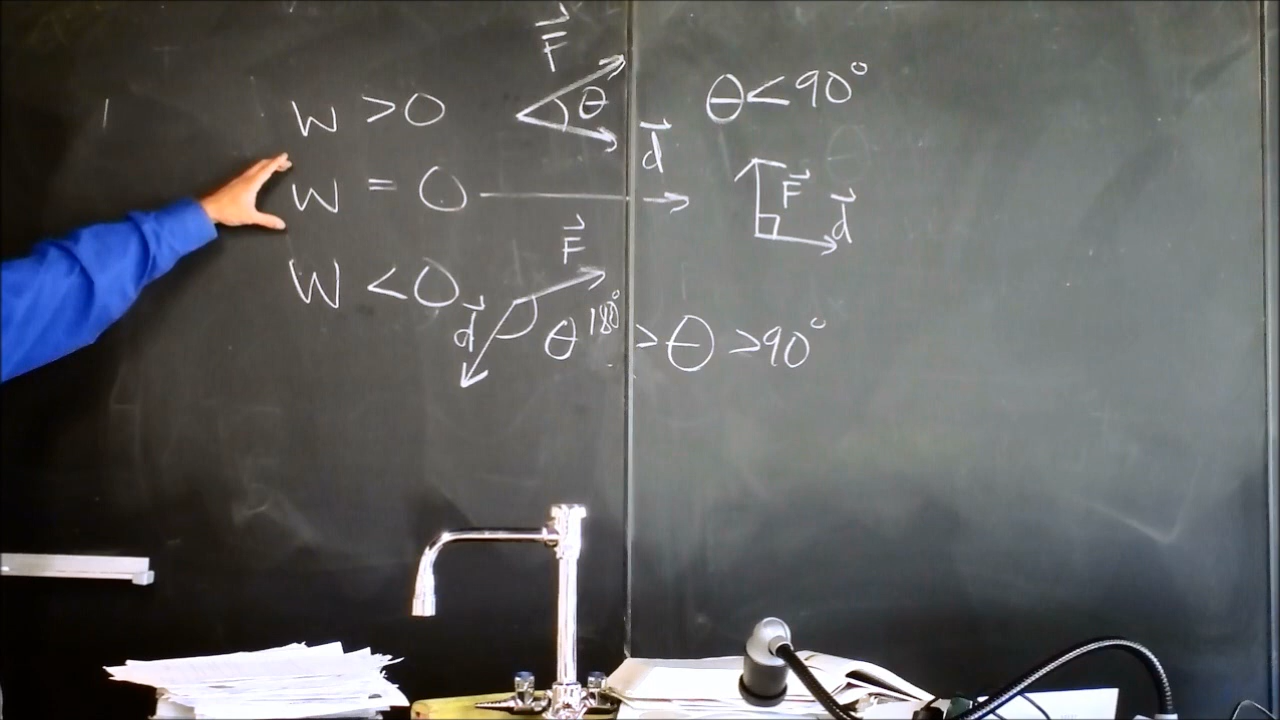 F⃗
W > 0 θ d⃗ θ < 90°
W = 0 → F⃗ d⃗
F⃗
W < 0 d⃗ θ 180° > θ > 90°